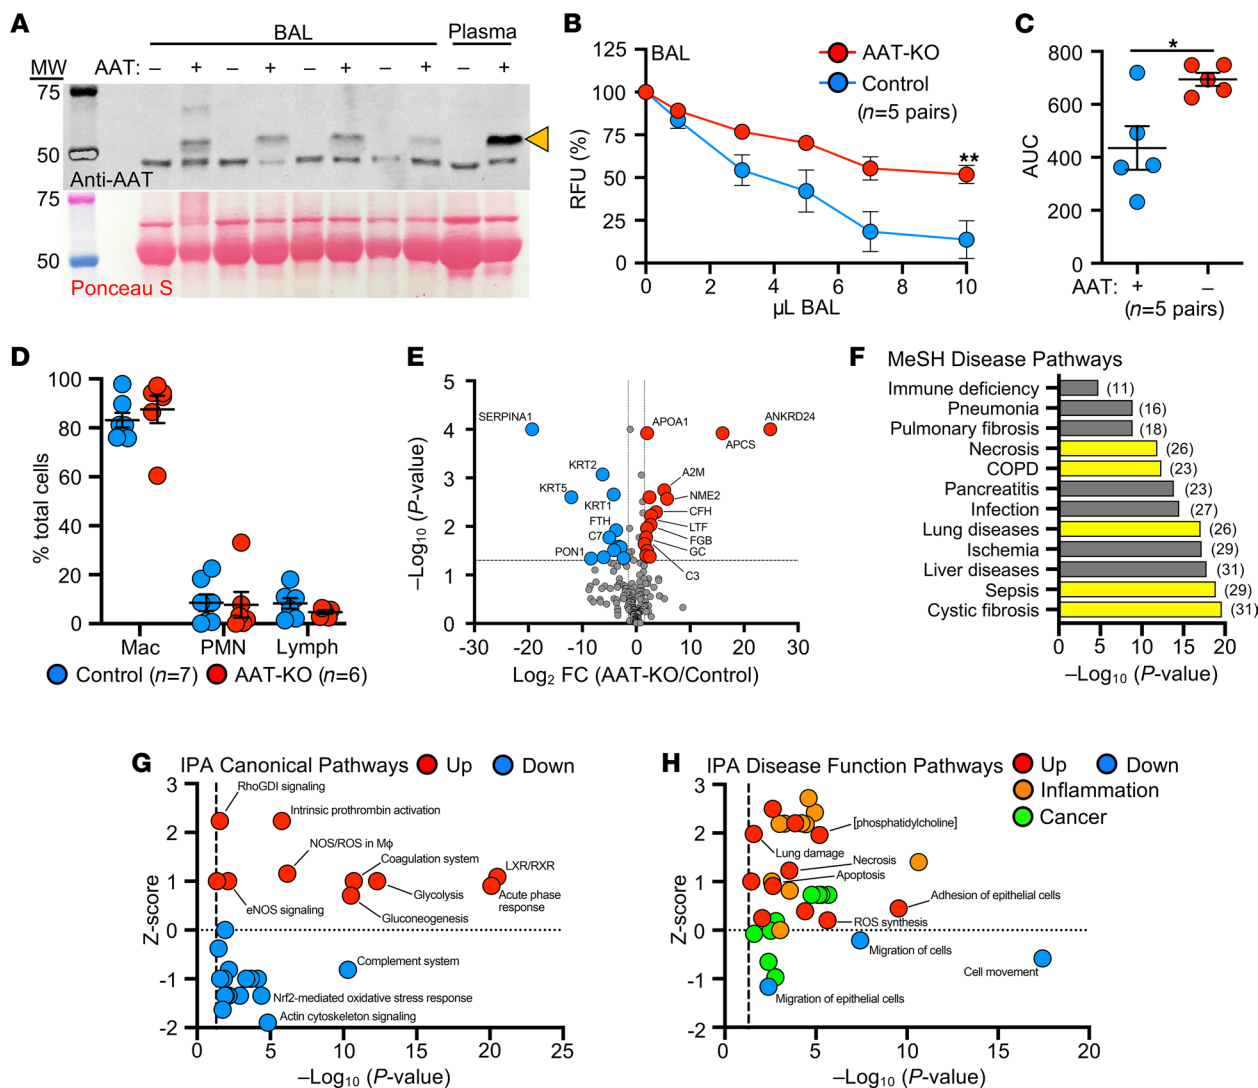 A
BAL
Plasma
MW
AAT: – + – + – + – + – +
75
50
Anti-AAT
75
50
Ponceau S
B
BAL
AAT-KO
Control
(n=5 pairs)
RFU (%)
125
100
75
50
25
0
**
0 2 4 6 8 10
µL BAL
C
*
AUC
800
600
400
200
0
AAT: + –
(n=5 pairs)
D
% total cells
100
80
60
40
20
0
Mac PMN Lymph
Control (n=7) AAT-KO (n=6)
E
–Log10 (P-value)
5
4
3
2
1
0
SERPINA1
APOA1
ANKRD24
APCS
KRT2
A2M
KRT5
NME2
KRT1
CFH
FTH
LTF
C7
FGB
PON1
GC
C3
-30 -20 -10 0 10 20 30
Log2 FC (AAT-KO/Control)
F
MeSH Disease Pathways
Immune deficiency (11)
Pneumonia (16)
Pulmonary fibrosis (18)
Necrosis (26)
COPD (23)
Pancreatitis (23)
Infection (27)
Lung diseases (26)
Ischemia (29)
Liver diseases (31)
Sepsis (29)
Cystic fibrosis (31)
0 5 10 15 20
–Log10 (P-value)
G
IPA Canonical Pathways Up Down
Z-score
3
2
1
0
-1
-2
RhoGDI signaling
Intrinsic prothrombin activation
NOS/ROS in Mϕ
Coagulation system
LXR/RXR
Glycolysis
Acute phase
response
eNOS signaling
Gluconeogenesis
Complement system
Nrf2-mediated oxidative stress response
Actin cytoskeleton signaling
0 5 10 15 20 25
–Log10 (P-value)
H
IPA Disease Function Pathways Up Down
Inflammation
Cancer
Z-score
3
2
1
0
-1
-2
[phosphatidylcholine]
Lung damage
Necrosis
Apoptosis
Adhesion of epithelial cells
ROS synthesis
Migration of cells
Cell movement
Migration of epithelial cells
0 5 10 15 20
–Log10 (P-value)